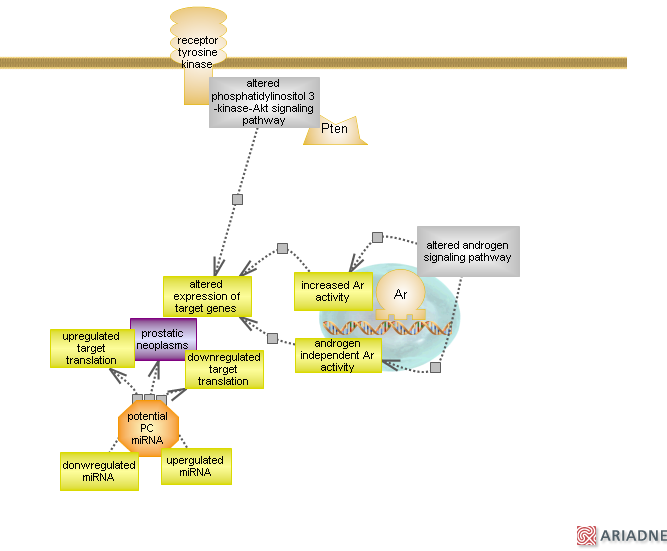 receptor
tyrosine
kinase
altered
phosphatidylinositol 3
-kinase-Akt signaling
pathway
Pten
altered androgen
signaling pathway
altered
expression of
target genes
increased Ar
activity
Ar
prostatic
neoplasms
upregulated
target
translation
androgen
independent Ar
activity
downregulated
target
translation
potential
PC
miRNA
donwregulated
miRNA
upergulated
miRNA
ARIADNE